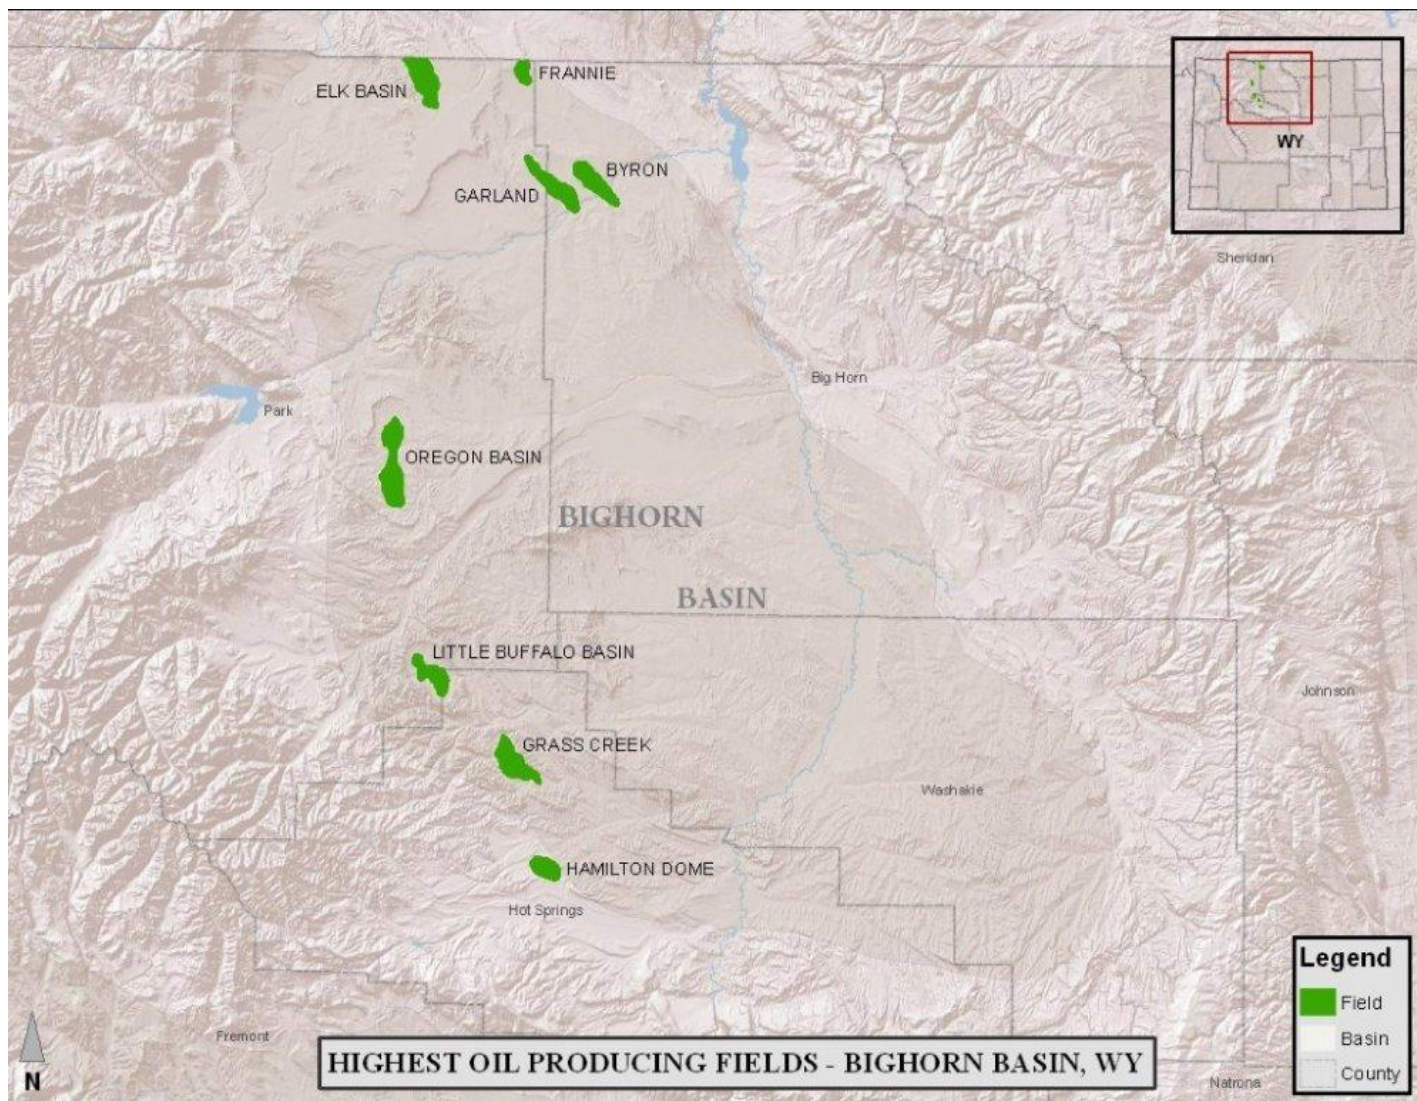 FRANNIE
ELK BASIN
WY
BYRON
GARLAND
Sheridan
Big Horn
Park
OREGON BASIN
BIGHORN
BASIN
LITTLE BUFFALO BASIN
Johnson
GRASS CREEK
Washakie
HAMILTON DOME
Hot Springs
Legend
Field
Basin
County
Fremont
HIGHEST OIL PRODUCING FIELDS - BIGHORN BASIN, WY
N
Natrona